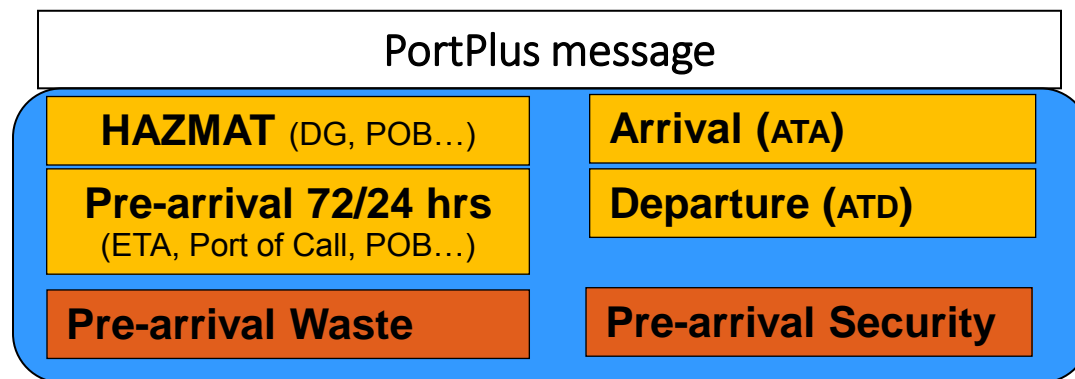 PortPlus message
HAZMAT (DG, POB…)
Pre-arrival 72/24 hrs
(ETA, Port of Call, POB…)
Pre-arrival Waste
Arrival (ATA)
Departure (ATD)
Pre-arrival Security